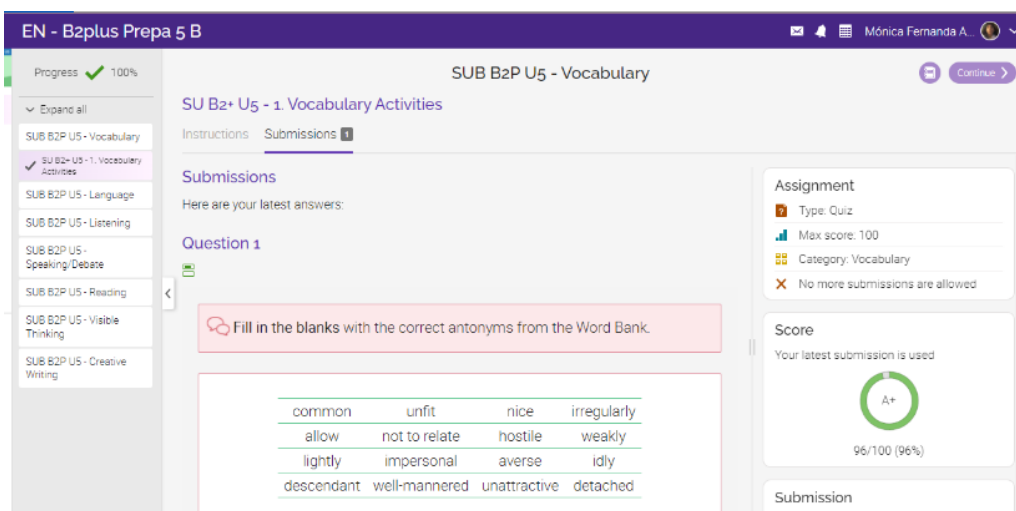 EN - B2plus Prepa 5 B
Mónica Fernanda A...
Progress 100%
Expand all
SUB B2P U5 - Vocabulary
SU B2+ U5 - 1. Vocabulary
Activities
SUB B2P U5 - Language
SUB B2P U5 - Listening
SUB B2P U5 -
Speaking/Debate
SUB B2P U5 - Reading
SUB B2P U5 - Visible
Thinking
SUB B2P U5 - Creative
Writing
SUB B2P U5 - Vocabulary
Continue
SU B2+ U5 - 1. Vocabulary Activities
Instructions Submissions 1
Submissions
Here are your latest answers:
Question 1
Fill in the blanks with the correct antonyms from the Word Bank.
common unfit nice irregularly
allow not to relate hostile weakly
lightly impersonal averse idly
descendant well-mannered unattractive detached
Assignment
Type: Quiz
Max score: 100
Category: Vocabulary
No more submissions are allowed
Score
Your latest submission is used
A+
96/100 (96%)
Submission